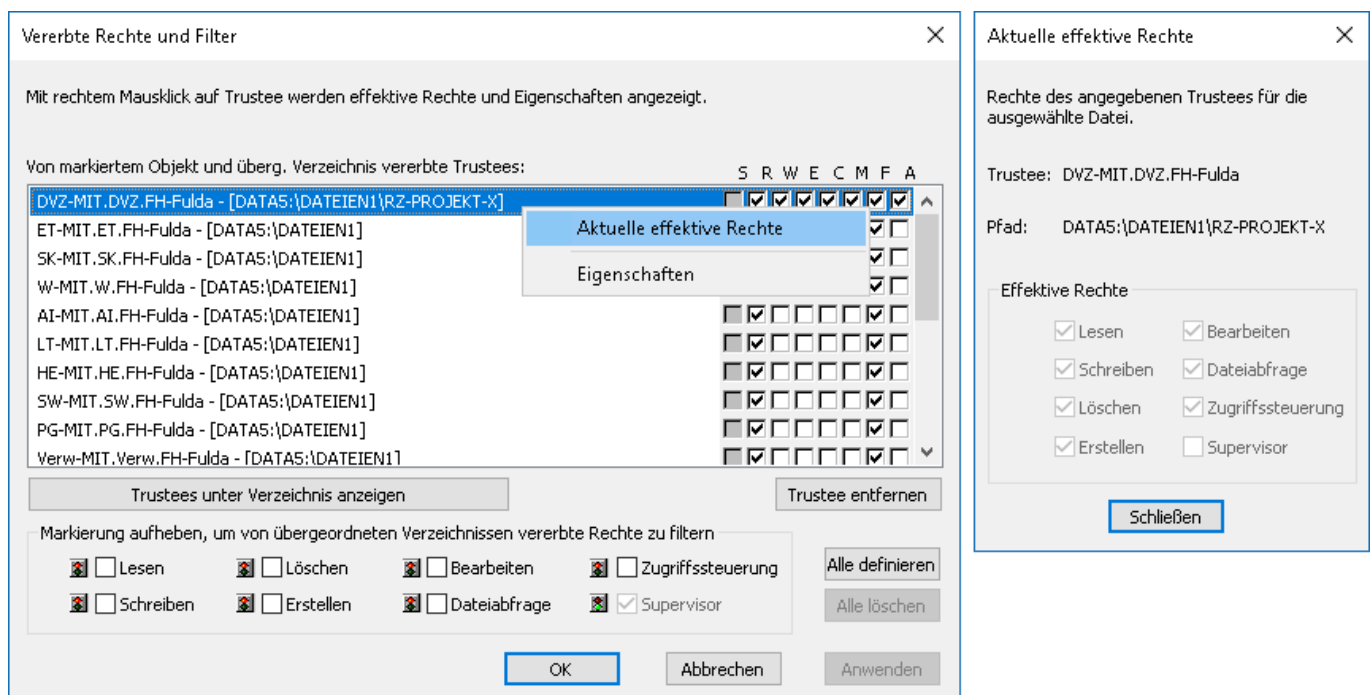 Vererbte Rechte und Filter
Mit rechtem Mausklick auf Trustee werden effektive Rechte und Eigenschaften angezeigt.
Von markiertem Objekt und überg. Verzeichnis vererbte Trustees:
S R W E C M F A
DVZ-MIT.DVZ.FH-Fulda - [DATA5:\DATEIEN1\RZ-PROJEKT-X]
ET-MIT.ET.FH-Fulda - [DATA5:\DATEIEN1]
SK-MIT.SK.FH-Fulda - [DATA5:\DATEIEN1]
W-MIT.W.FH-Fulda - [DATA5:\DATEIEN1]
AI-MIT.AI.FH-Fulda - [DATA5:\DATEIEN1]
LT-MIT.LT.FH-Fulda - [DATA5:\DATEIEN1]
HE-MIT.HE.FH-Fulda - [DATA5:\DATEIEN1]
SW-MIT.SW.FH-Fulda - [DATA5:\DATEIEN1]
PG-MIT.PG.FH-Fulda - [DATA5:\DATEIEN1]
Verw-MIT.Verw.FH-Fulda - [DATA5:\DATEIEN1]
Aktuelle effektive Rechte
Eigenschaften
Trustees unter Verzeichnis anzeigen
Trustee entfernen
Markierung aufheben, um von übergeordneten Verzeichnissen vererbte Rechte zu filtern
Lesen Löschen Bearbeiten Zugriffssteuerung
Schreiben Erstellen Dateiabfrage Supervisor
Alle definieren
Alle löschen
OK Abbrechen Anwenden
Aktuelle effektive Rechte
Rechte des angegebenen Trustees für die
ausgewählte Datei.
Trustee: DVZ-MIT.DVZ.FH-Fulda
Pfad: DATA5:\DATEIEN1\RZ-PROJEKT-X
Effektive Rechte
Lesen Bearbeiten
Schreiben Dateiabfrage
Löschen Zugriffssteuerung
Erstellen Supervisor
Schließen